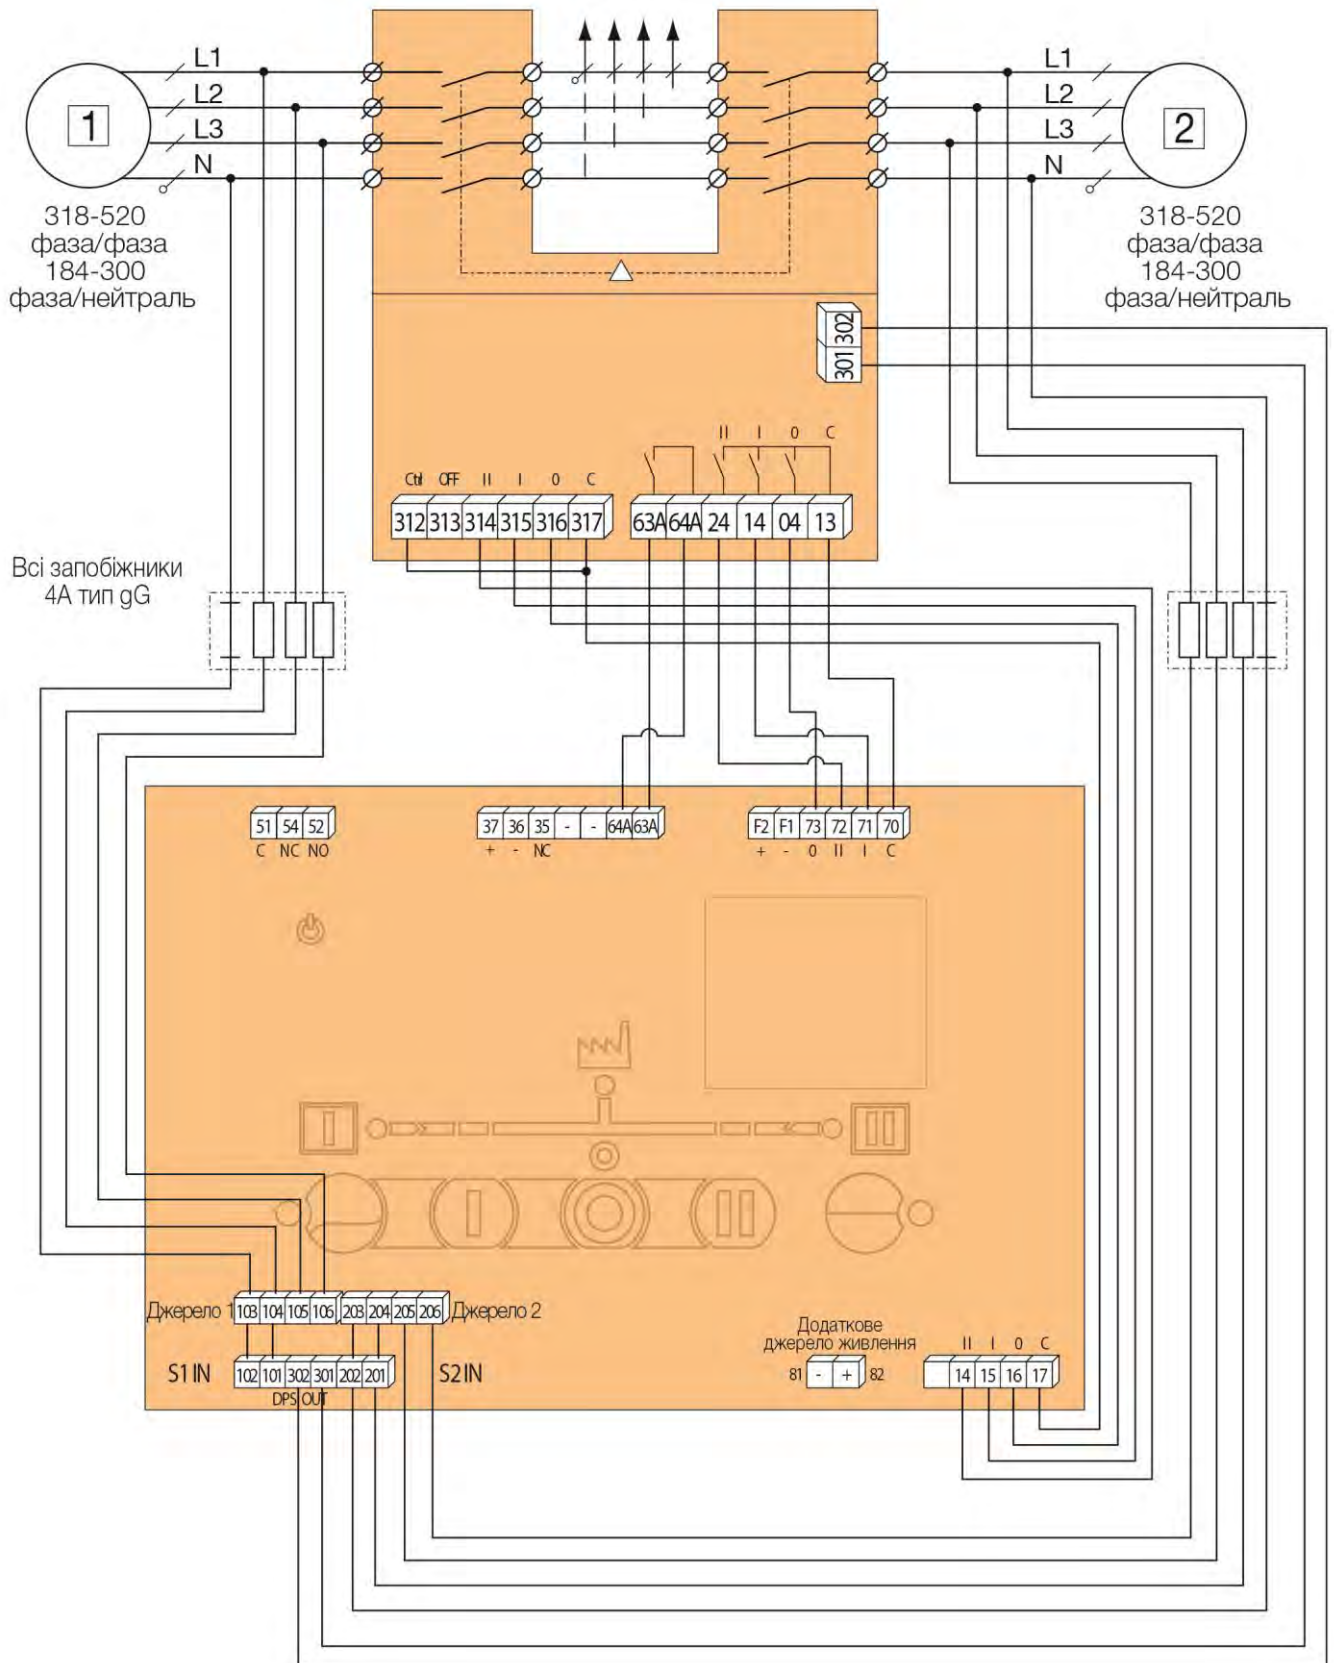 L1
L2
L3
N
1
318-520
фаза/фаза
184-300
фаза/нейтраль
L1
L2
L3
N
2
318-520
фаза/фаза
184-300
фаза/нейтраль
302
301
II I 0 C
Ctrl OFF II I 0 C
312 313 314 315 316 317
63A 64A 24 14 04 13
Всі запобіжники
4А тип gG
51 54 52
C NC NO
37 36 35 - - 64A 63A
+ - NC
F2 F1 73 72 71 70
+ - 0 II I C
I
II
I
II
Джерело 1 103 104 105 106 203 204 205 206 Джерело 2
S1 IN 102 101 302 301 202 201 S2 IN
DPS OUT
Додаткове
джерело живлення
81 - + 82
II I 0 C
14 15 16 17